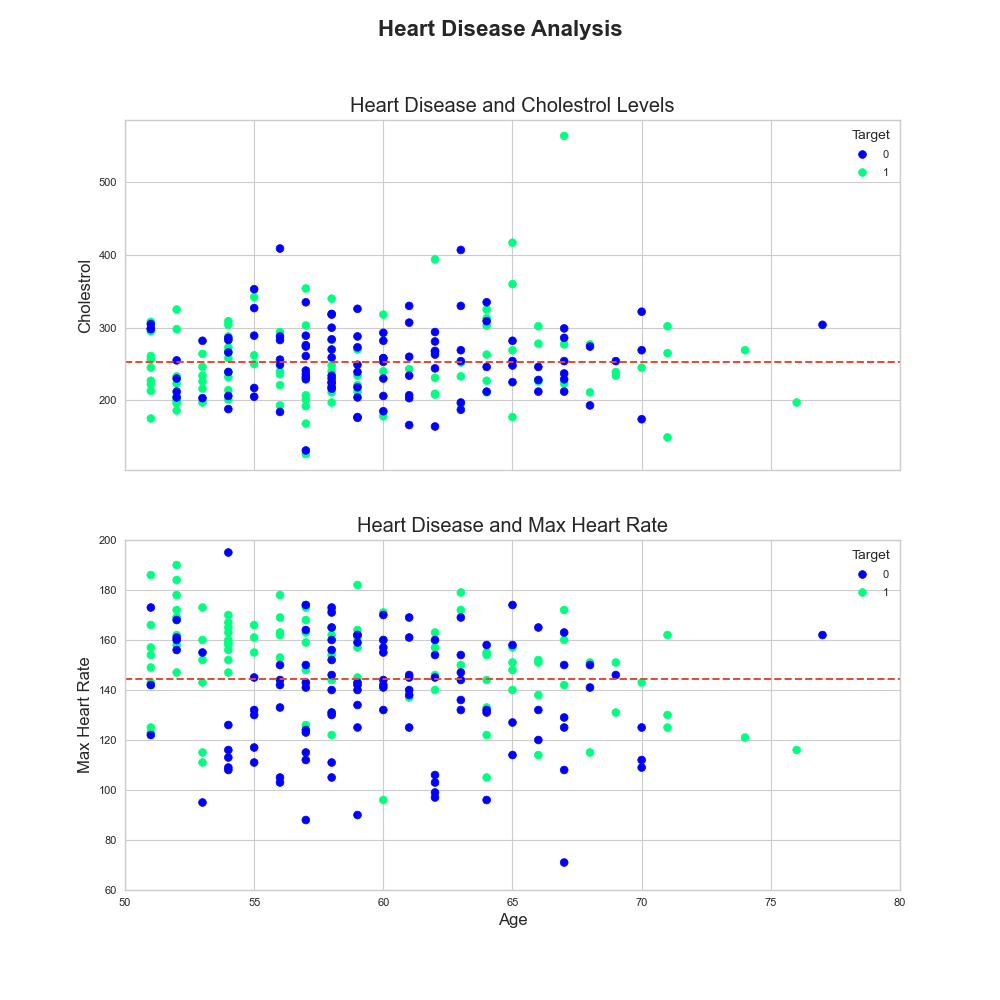 Heart Disease Analysis
Heart Disease and Cholestrol Levels
Cholestrol
500
400
300
200
Target
0
1
Heart Disease and Max Heart Rate
Max Heart Rate
200
180
160
140
120
100
80
60
Target
0
1
50 55 60 65 70 75 80
Age